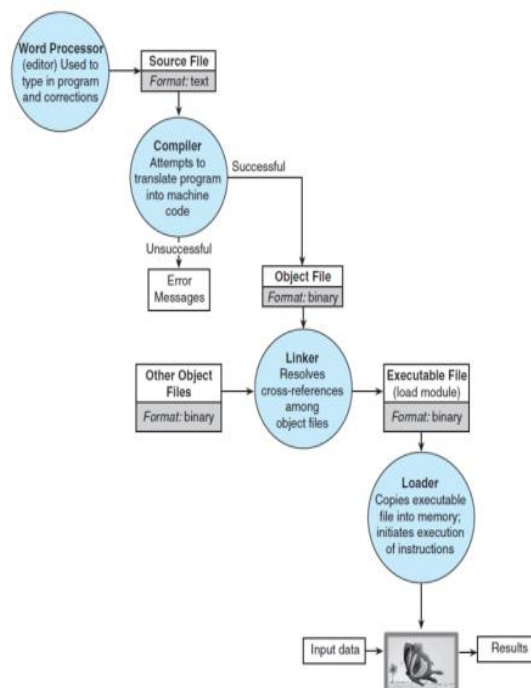 Word Processor
(editor) Used to
type in program
and corrections
Source File
Format: text
Compiler
Attempts to
translate program
into machine
code
Successful
Unsuccessful
Error
Messages
Object File
Format: binary
Other Object
Files
Format: binary
Linker
Resolves
cross-references
among
object files
Executable File
(load module)
Format: binary
Loader
Copies executable
file into memory;
initiates execution
of instructions
Input data
Results